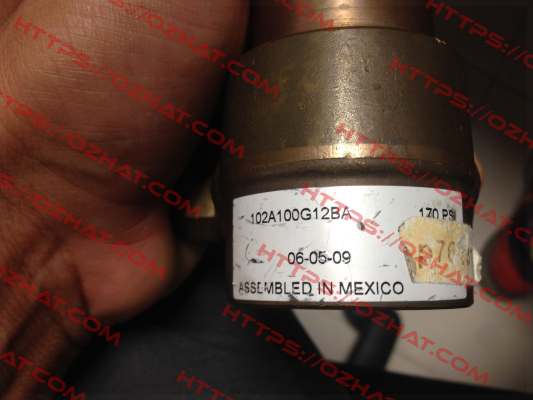 102A100G12BA 170 PSI
06-05-09
ASSEMBLED IN MEXICO
HTTPS://OZHAT.COM